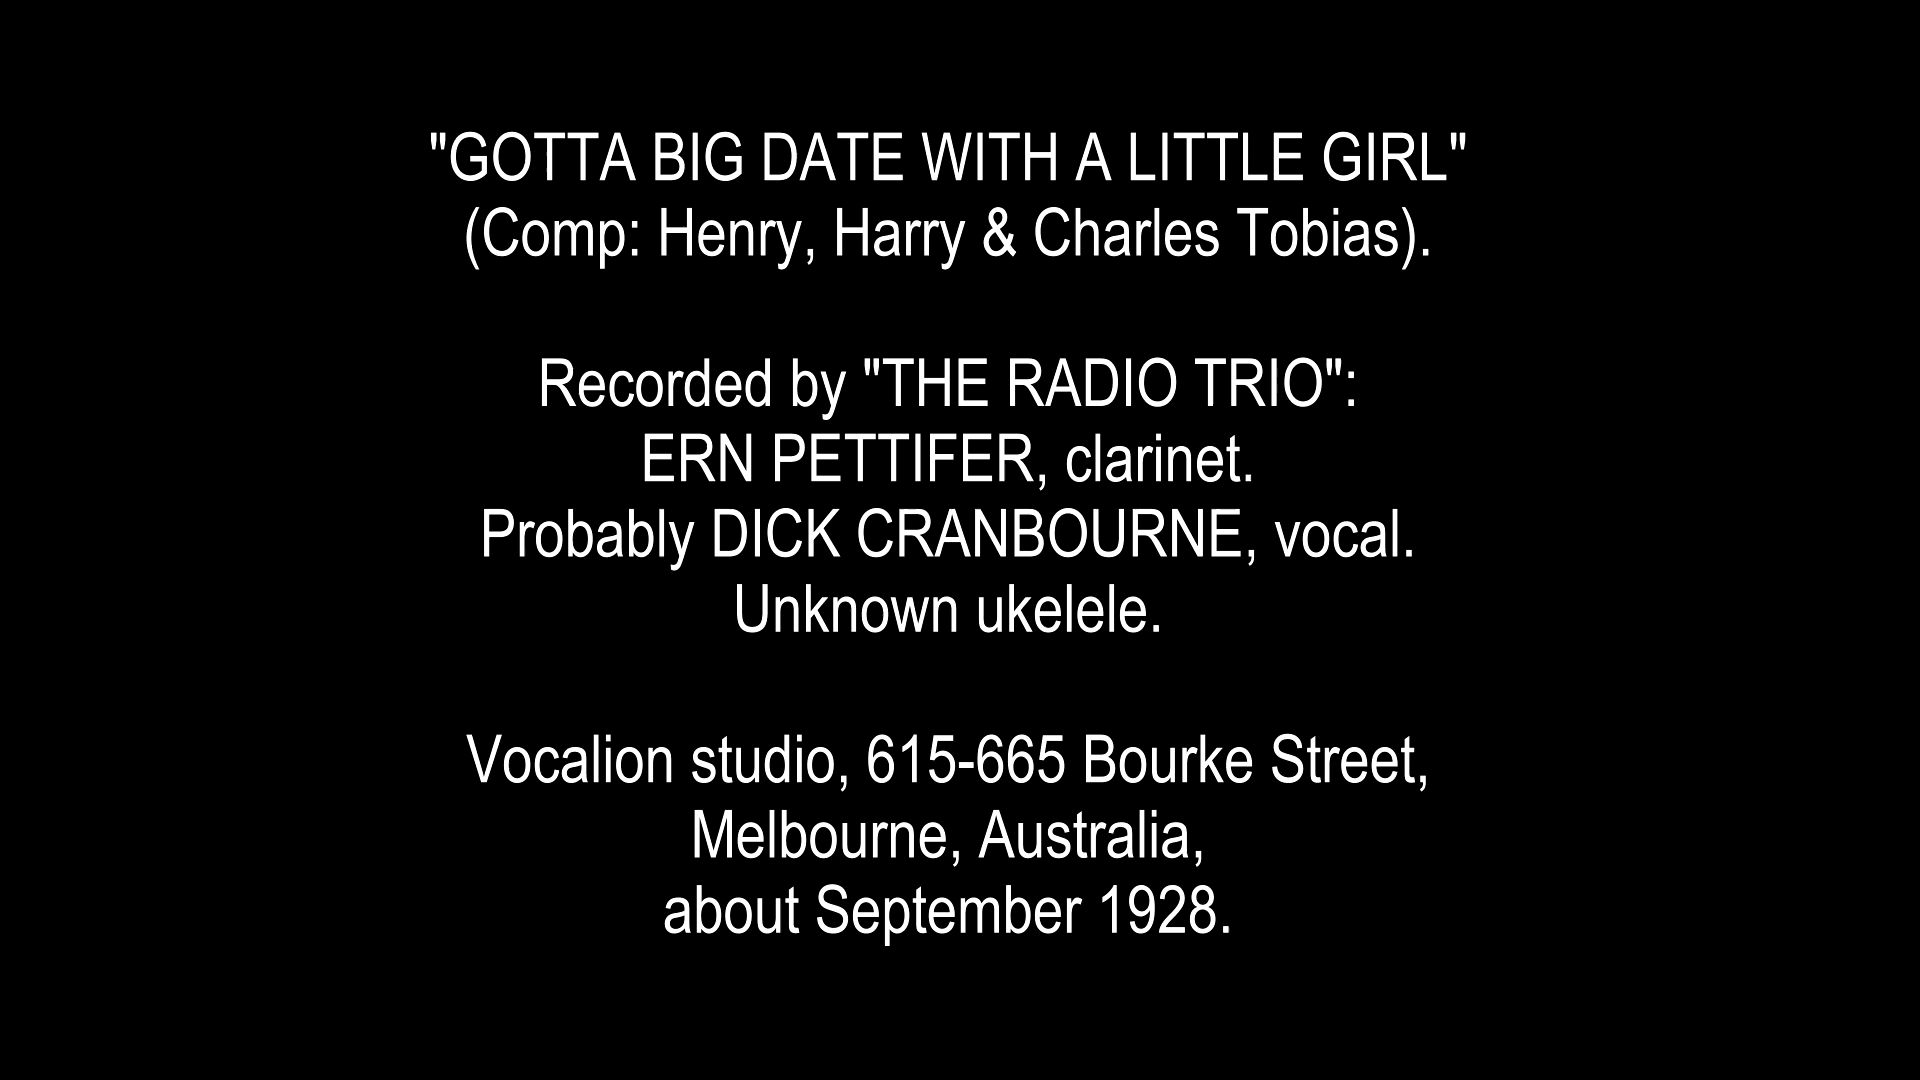 "GOTTA BIG DATE WITH A LITTLE GIRL"
(Comp: Henry, Harry & Charles Tobias).
Recorded by "THE RADIO TRIO":
ERN PETTIFER, clarinet.
Probably DICK CRANBOURNE, vocal.
Unknown ukelele.
Vocalion studio, 615-665 Bourke Street,
Melbourne, Australia,
about September 1928.